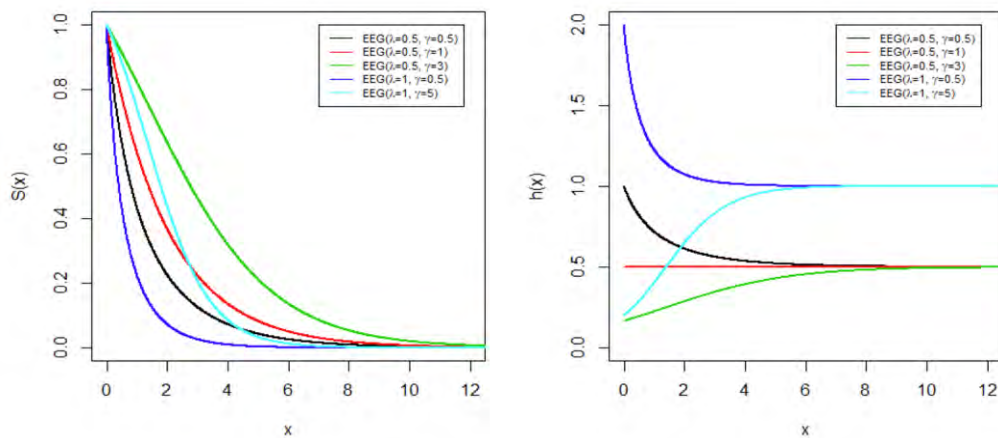 EEG(λ=0.5, γ=0.5)
EEG(λ=0.5, γ=1)
EEG(λ=0.5, γ=3)
EEG(λ=1, γ=0.5)
EEG(λ=1, γ=5)
S(x)
1.0
0.8
0.6
0.4
0.2
0.0
0 2 4 6 8 10 12
x
EEG(λ=0.5, γ=0.5)
EEG(λ=0.5, γ=1)
EEG(λ=0.5, γ=3)
EEG(λ=1, γ=0.5)
EEG(λ=1, γ=5)
h(x)
2.0
1.5
1.0
0.5
0.0
0 2 4 6 8 10 12
x